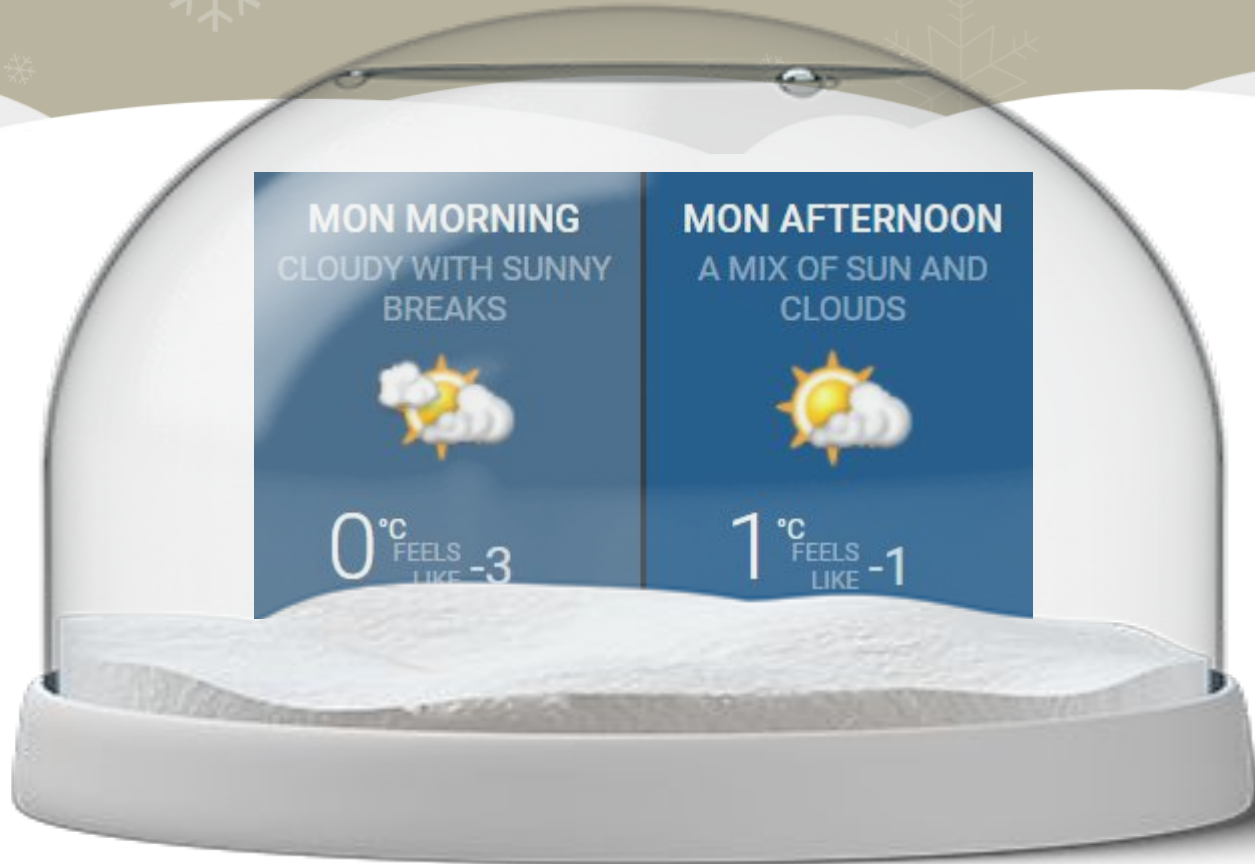 MON MORNING
CLOUDY WITH SUNNY
BREAKS
0°C
FEELS
LIKE -3
MON AFTERNOON
A MIX OF SUN AND
CLOUDS
1°C
FEELS
LIKE -1